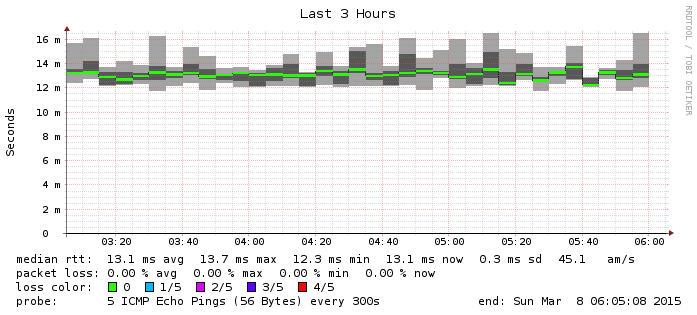 Last 3 Hours
RRDTOOL / TOBI OETIKER
Seconds
16 m
14 m
12 m
10 m
8 m
6 m
4 m
2 m
0
03:20 03:40 04:00 04:20 04:40 05:00 05:20 05:40 06:00
median rtt: 13.1 ms avg 13.7 ms max 12.3 ms min 13.1 ms now 0.3 ms sd 45.1 am/s
packet loss: 0.00 % avg 0.00 % max 0.00 % min 0.00 % now
loss color: 0 1/5 2/5 3/5 4/5
probe: 5 ICMP Echo Pings (56 Bytes) every 300s end: Sun Mar 8 06:05:08 2015